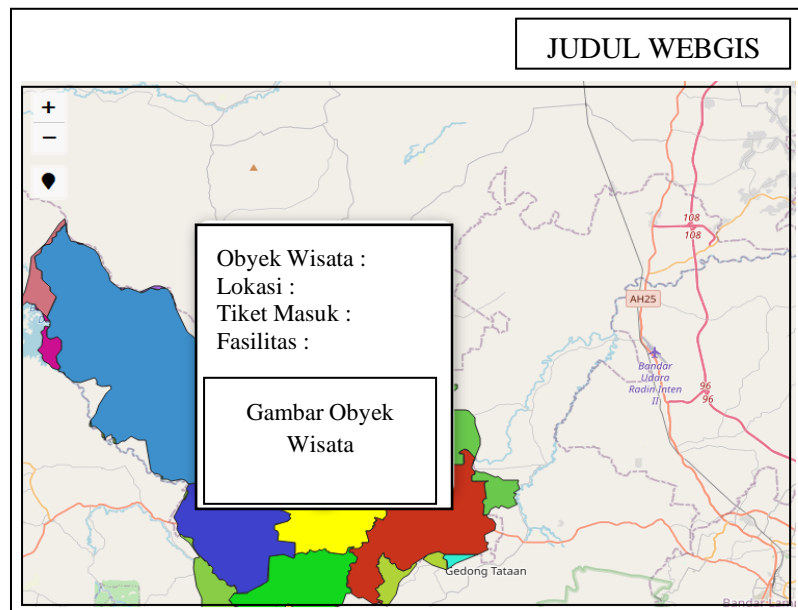 JUDUL WEBGIS
+
−
108
108
Obyek Wisata :
Lokasi :
Tiket Masuk :
Fasilitas :
AH25
Bandar
Udara
Radin Inten
II
96
96
Gambar Obyek
Wisata
Gedong Tataan